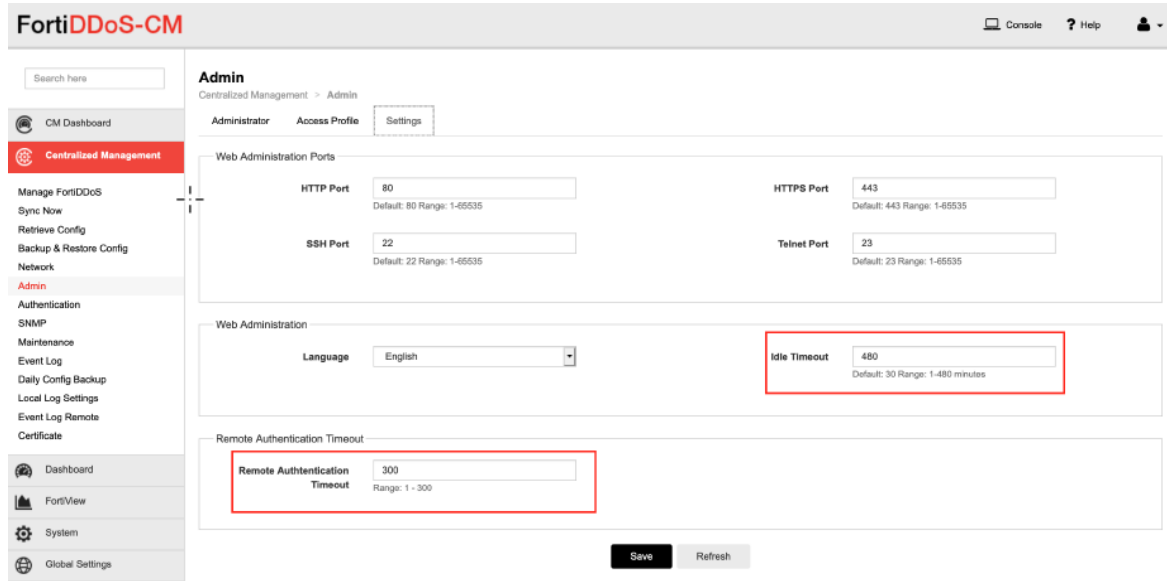 FortiDDoS-CM
Console
Help
Search here
CM Dashboard
Centralized Management
Manage FortiDDoS
Sync Now
Retrieve Config
Backup & Restore Config
Network
Admin
Authentication
SNMP
Maintenance
Event Log
Daily Config Backup
Local Log Settings
Event Log Remote
Certificate
Dashboard
FortiView
System
Global Settings
Admin
Centralized Management > Admin
Administrator Access Profile Settings
Web Administration Ports
HTTP Port 80
Default: 80 Range: 1-65535
HTTPS Port 443
Default: 443 Range: 1-65535
SSH Port 22
Default: 22 Range: 1-65535
Telnet Port 23
Default: 23 Range: 1-65535
Web Administration
Language English
Idle Timeout 480
Default: 30 Range: 1-480 minutes
Remote Authentication Timeout
Remote Authtentication
Timeout
300
Range: 1 - 300
Save Refresh